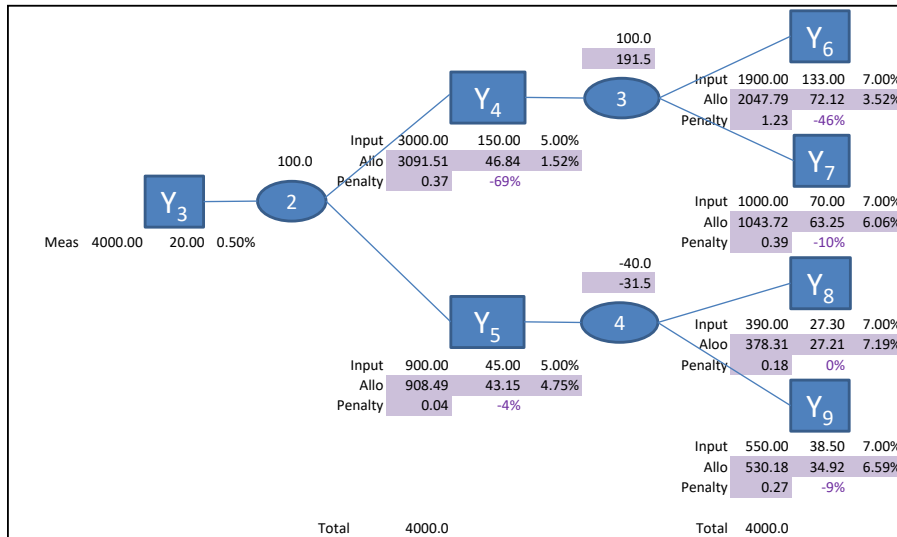 100.0
191.5
Y6
Input 1900.00 133.00 7.00%
Allo 2047.79 72.12 3.52%
Penalty 1.23 -46%
Y4
3
Input 3000.00 150.00 5.00%
Allo 3091.51 46.84 1.52%
Penalty 0.37 -69%
Y7
Input 1000.00 70.00 7.00%
Allo 1043.72 63.25 6.06%
Penalty 0.39 -10%
100.0
Y3
2
Meas 4000.00 20.00 0.50%
-40.0
-31.5
Y8
Input 390.00 27.30 7.00%
Aloo 378.31 27.21 7.19%
Penalty 0.18 0%
Y5
4
Input 900.00 45.00 5.00%
Allo 908.49 43.15 4.75%
Penalty 0.04 -4%
Y9
Input 550.00 38.50 7.00%
Allo 530.18 34.92 6.59%
Penalty 0.27 -9%
Total 4000.0
Total 4000.0